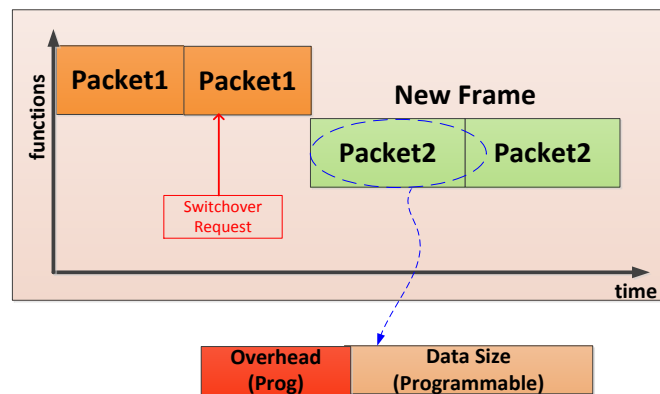 Packet1
Packet1
New Frame
Packet2
Packet2
functions
Switchover
Request
time
Overhead
(Prog)
Data Size
(Programmable)